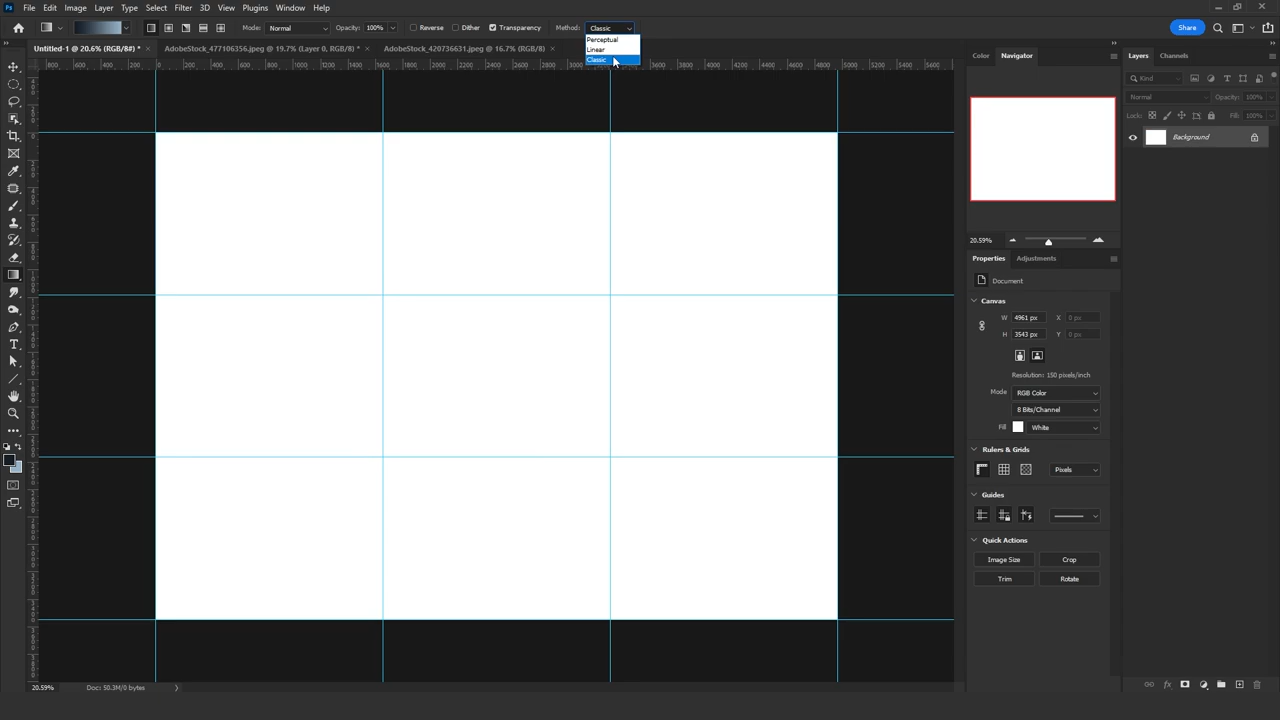 Ps File Edit Image Layer Type Select Filter 3D View Plugins Window Help
Mode: Normal Opacity: 100% Reverse Dither Transparency Method: Classic Share
Perceptual
Linear
Classic
Untitled-1 @ 20.6% (RGB/8#) * × AdobeStock_477106356.jpeg @ 19.7% (Layer 0, RGB/8) * × AdobeStock_420736631.jpeg @ 16.7% (RGB/8) ×
Color Navigator
20.59%
Properties Adjustments
Document
Canvas
W 4961 px X 0 px
H 3543 px Y 0 px
Resolution: 150 pixels/inch
Mode RGB Color
8 Bits/Channel
Fill White
Rulers & Grids
Pixels
Guides
Quick Actions
Image Size Crop
Trim Rotate
Layers Channels
Kind
Normal Opacity: 100%
Lock: Fill: 100%
Background
20.59% Doc: 50.3M/0 bytes